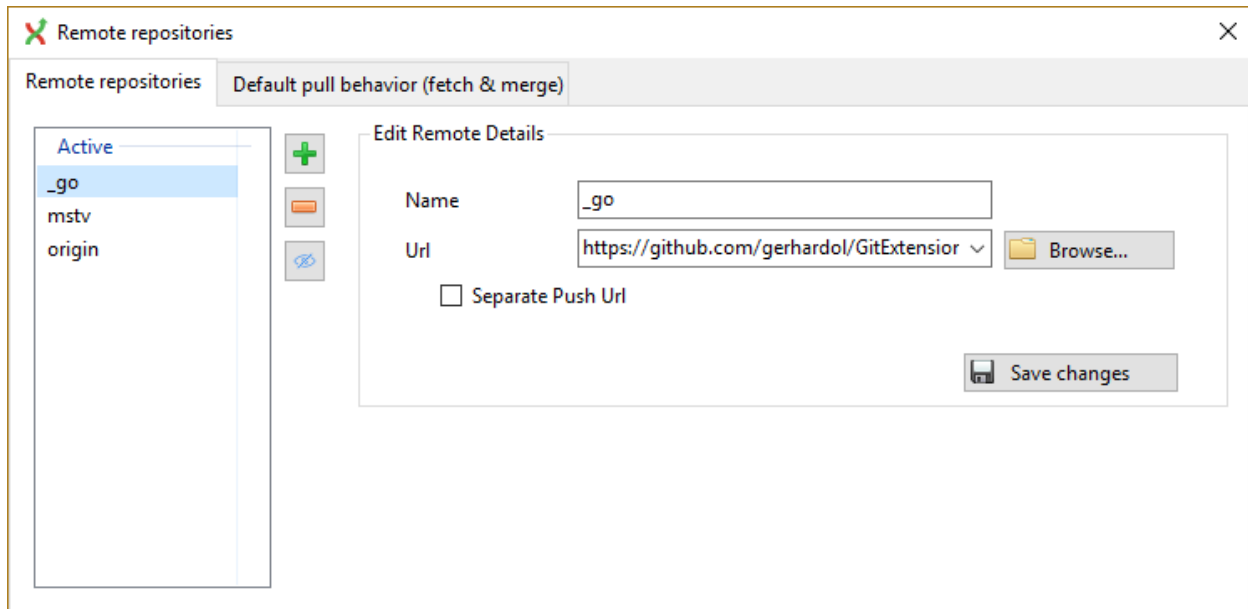 Remote repositories
Remote repositories Default pull behavior (fetch & merge)
Active
_go
mstv
origin
Edit Remote Details
Name _go
Url https://github.com/gerhardol/GitExtension Browse...
Separate Push Url
Save changes